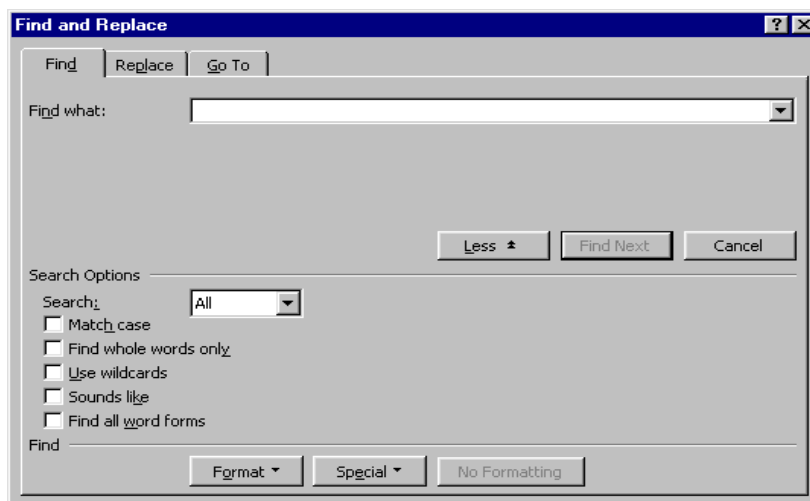 Find and Replace
Find Replace Go To
Find what:
Less Find Next Cancel
Search Options
Search: All
Match case
Find whole words only
Use wildcards
Sounds like
Find all word forms
Find
Format Special No Formatting